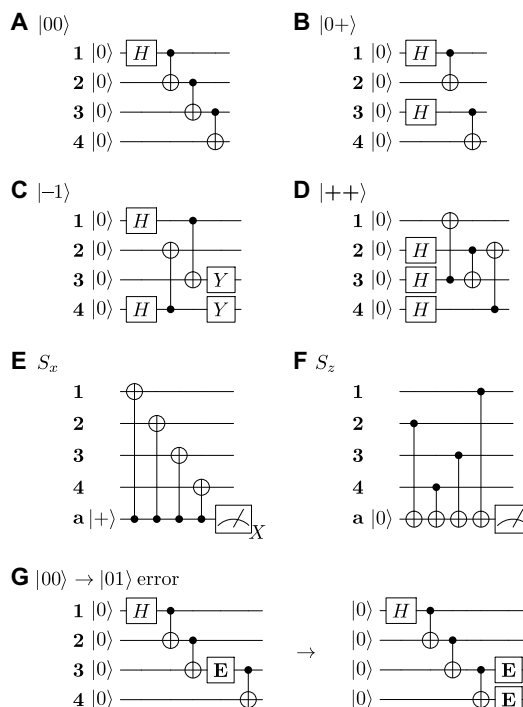 A |00⟩
1 |0⟩ H
2 |0⟩
3 |0⟩
4 |0⟩
B |0+⟩
1 |0⟩ H
2 |0⟩
3 |0⟩ H
4 |0⟩
C |−1⟩
1 |0⟩ H
2 |0⟩
3 |0⟩ Y
4 |0⟩ H Y
D |++⟩
1 |0⟩
2 |0⟩ H
3 |0⟩ H
4 |0⟩ H
E Sₓ
1
2
3
4
a |+⟩ X
F S_z
1
2
3
4
a |0⟩
G |00⟩ → |01⟩ error
1 |0⟩ H
2 |0⟩
3 |0⟩ E
4 |0⟩
→
|0⟩ H
|0⟩
|0⟩ E
|0⟩ E